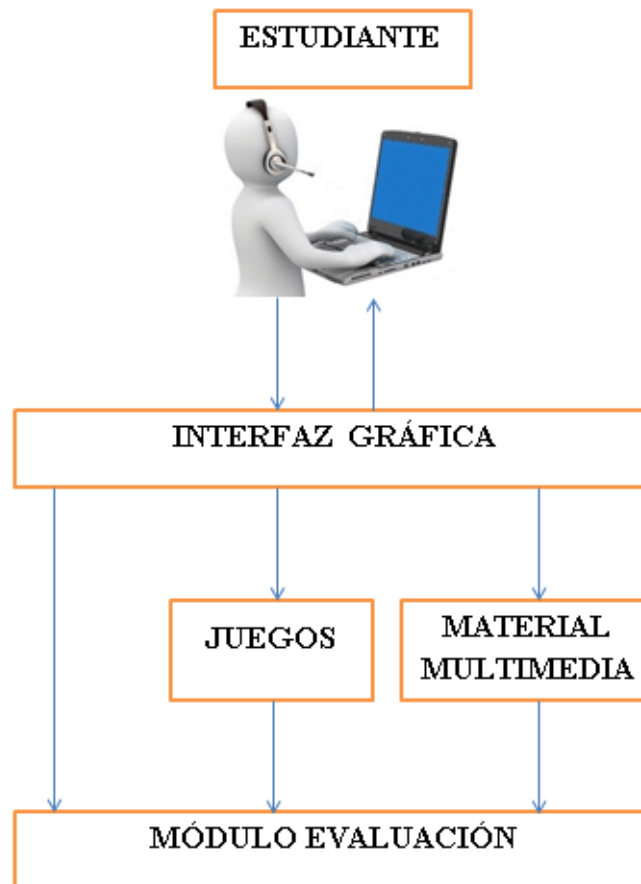 ESTUDIANTE
INTERFAZ GRÁFICA
JUEGOS
MATERIAL
MULTIMEDIA
MÓDULO EVALUACIÓN